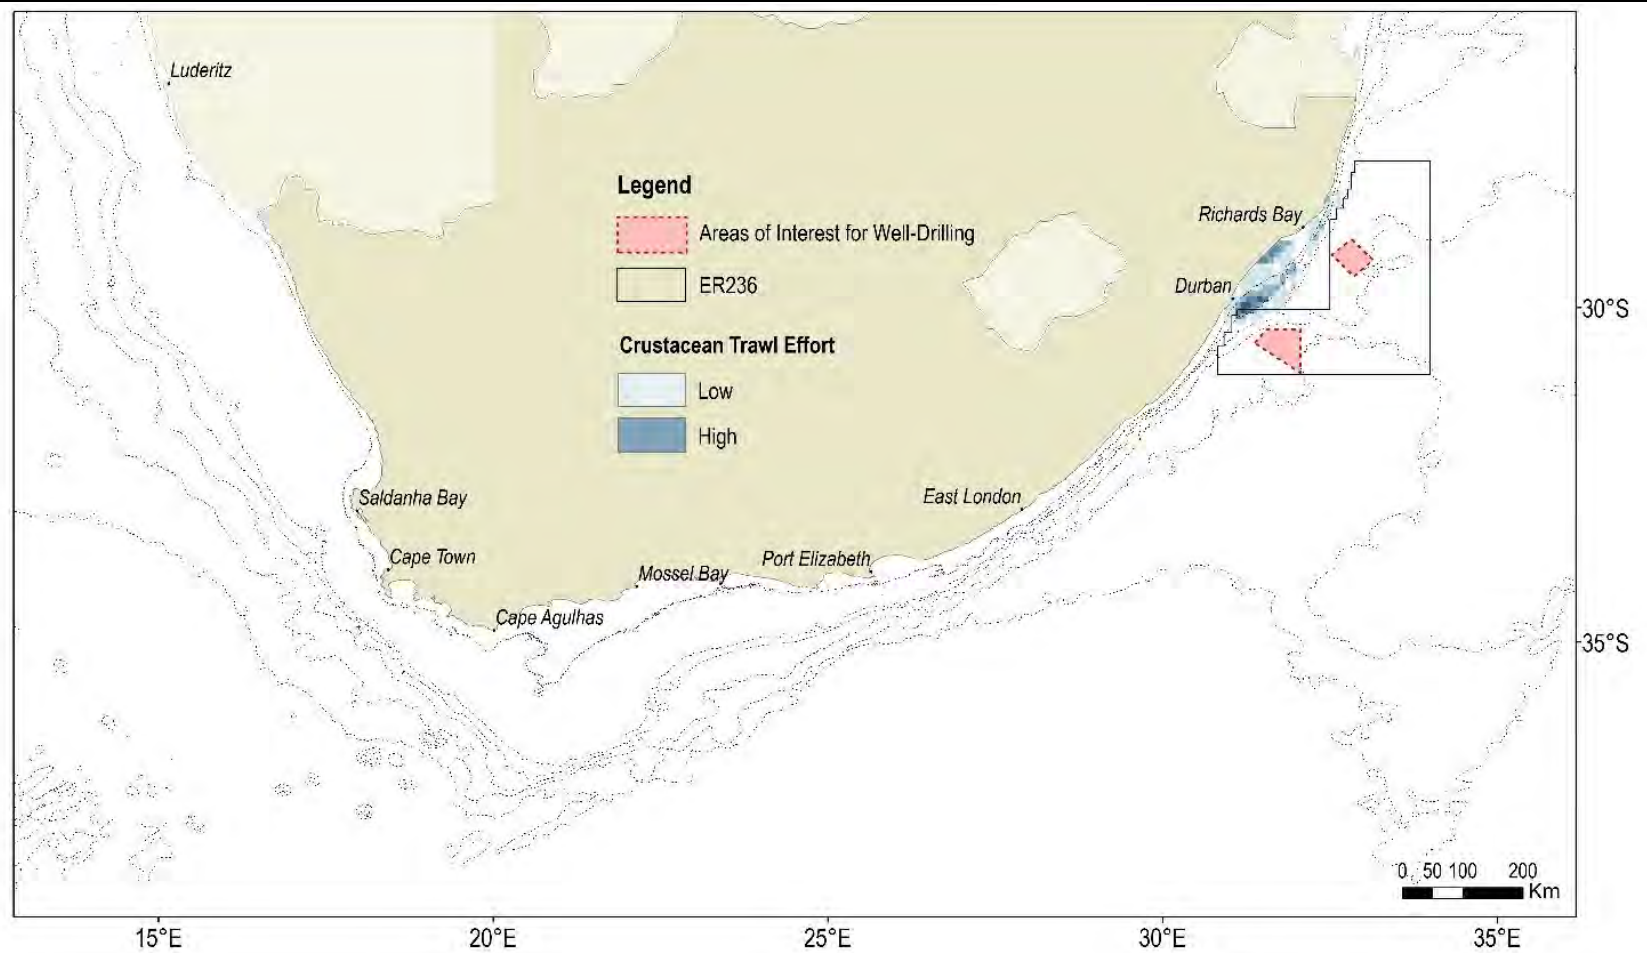 Luderitz
Legend
Areas of Interest for Well-Drilling
ER236
Crustacean Trawl Effort
Low
High
Richards Bay
Durban
30°S
East London
Saldanha Bay
Cape Town
Port Elizabeth
Mossel Bay
Cape Agulhas
35°S
0 50 100 200
Km
15°E 20°E 25°E 30°E 35°E